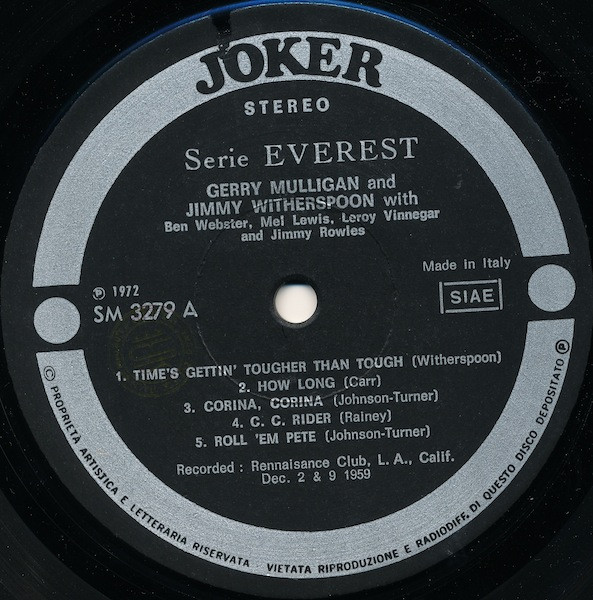 JOKER
STEREO
Serie EVEREST
GERRY MULLIGAN and
JIMMY WITHERSPOON with
Ben Webster, Mel Lewis, Leroy Vinnegar
and Jimmy Rowles
Made in Italy
Ⓟ 1972
SM 3279 A
SIAE
1. TIME'S GETTIN' TOUGHER THAN TOUGH (Witherspoon)
2. HOW LONG (Carr)
3. CORINA, CORINA (Johnson-Turner)
4. C. C. RIDER (Rainey)
5. ROLL 'EM PETE (Johnson-Turner)
Recorded : Rennaisance Club, L. A., Calif.
Dec. 2 & 9 1959
© PROPRIETÀ ARTISTICA E LETTERARIA RISERVATA VIETATA RIPRODUZIONE E RADIODIFF. DI QUESTO DISCO DEPOSITATO Ⓟ